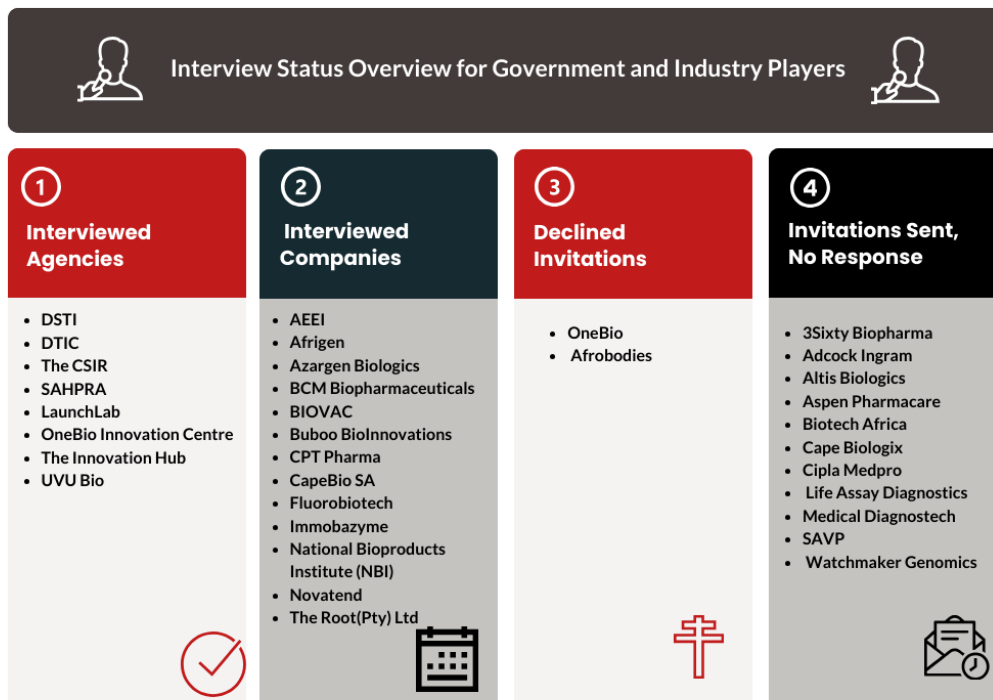 Interview Status Overview for Government and Industry Players
1
Interviewed
Agencies
• DSTI
• DTIC
• The CSIR
• SAHPRA
• LaunchLab
• OneBio Innovation Centre
• The Innovation Hub
• UVU Bio
2
Interviewed
Companies
• AEEI
• Afrigen
• Azargen Biologics
• BCM Biopharmaceuticals
• BIOVAC
• Buboo BioInnovations
• CPT Pharma
• CapeBio SA
• Fluorobiotech
• Immobazyme
• National Bioproducts
Institute (NBI)
• Novatend
• The Root(Pty) Ltd
3
Declined
Invitations
• OneBio
• Afrobodies
4
Invitations Sent,
No Response
• 3Sixty Biopharma
• Adcock Ingram
• Altis Biologics
• Aspen Pharmacare
• Biotech Africa
• Cape Biologix
• Cipla Medpro
• Life Assay Diagnostics
• Medical Diagnostech
• SAVP
• Watchmaker Genomics